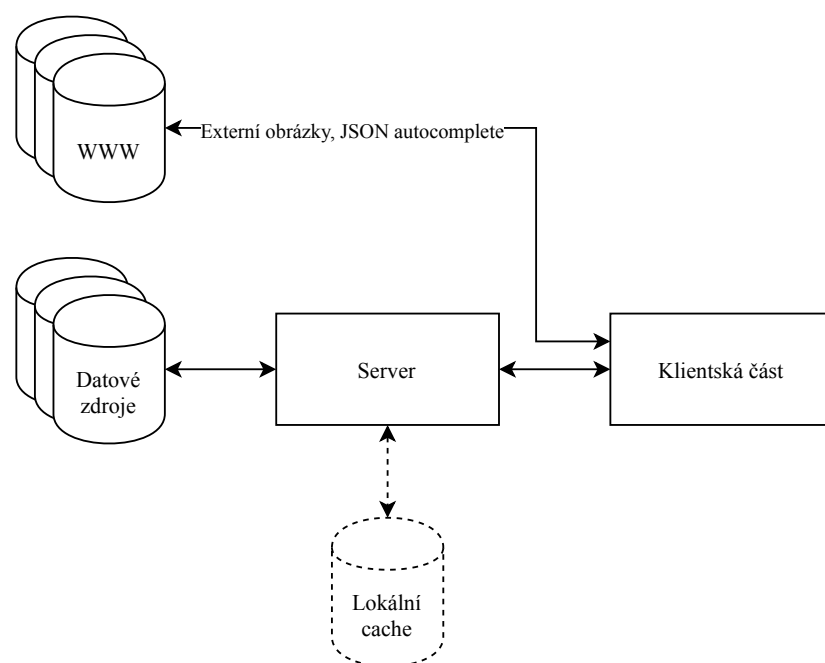 WWW
Externí obrázky, JSON autocomplete
Datové
zdroje
Server
Klientská část
Lokální
cache